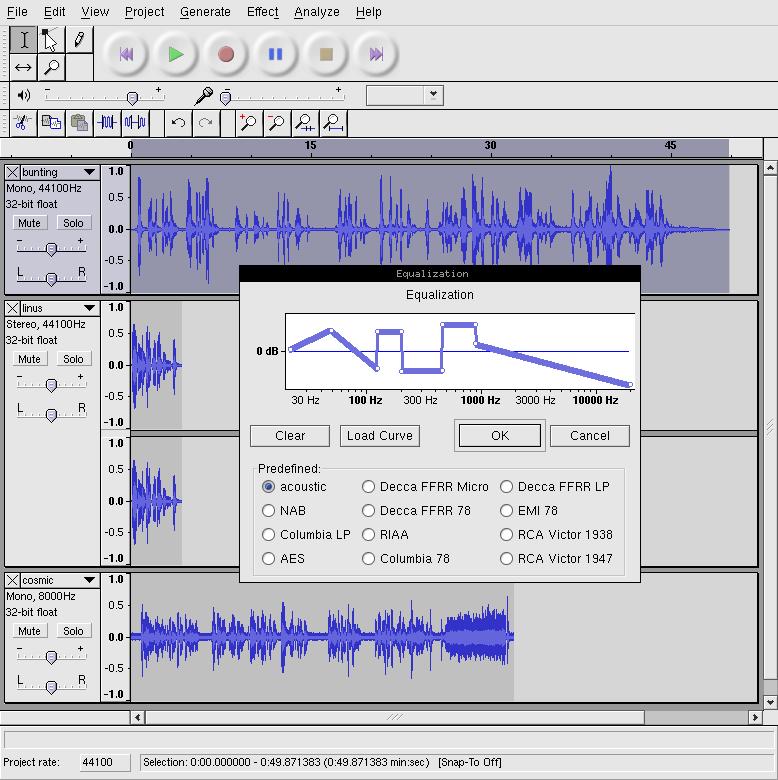 File Edit View Project Generate Effect Analyze Help
- + - +
0 15 30 45
bunting
Mono, 44100Hz
32-bit float
Mute Solo
- +
L R
1.0
0.5
0.0
-0.5
-1.0
linus
Stereo, 44100Hz
32-bit float
Mute Solo
- +
L R
1.0
0.5
0.0
-0.5
-1.0
1.0
0.5
0.0
-0.5
-1.0
Equalization
Equalization
0 dB
30 Hz 100 Hz 300 Hz 1000 Hz 3000 Hz 10000 Hz
Clear Load Curve OK Cancel
Predefined:
acoustic Decca FFRR Micro Decca FFRR LP
NAB Decca FFRR 78 EMI 78
Columbia LP RIAA RCA Victor 1938
AES Columbia 78 RCA Victor 1947
cosmic
Mono, 8000Hz
32-bit float
Mute Solo
- +
L R
1.0
0.5
0.0
-0.5
-1.0
Project rate: 44100 Selection: 0:00.000000 - 0:49.871383 (0:49.871383 min:sec) [Snap-To Off]